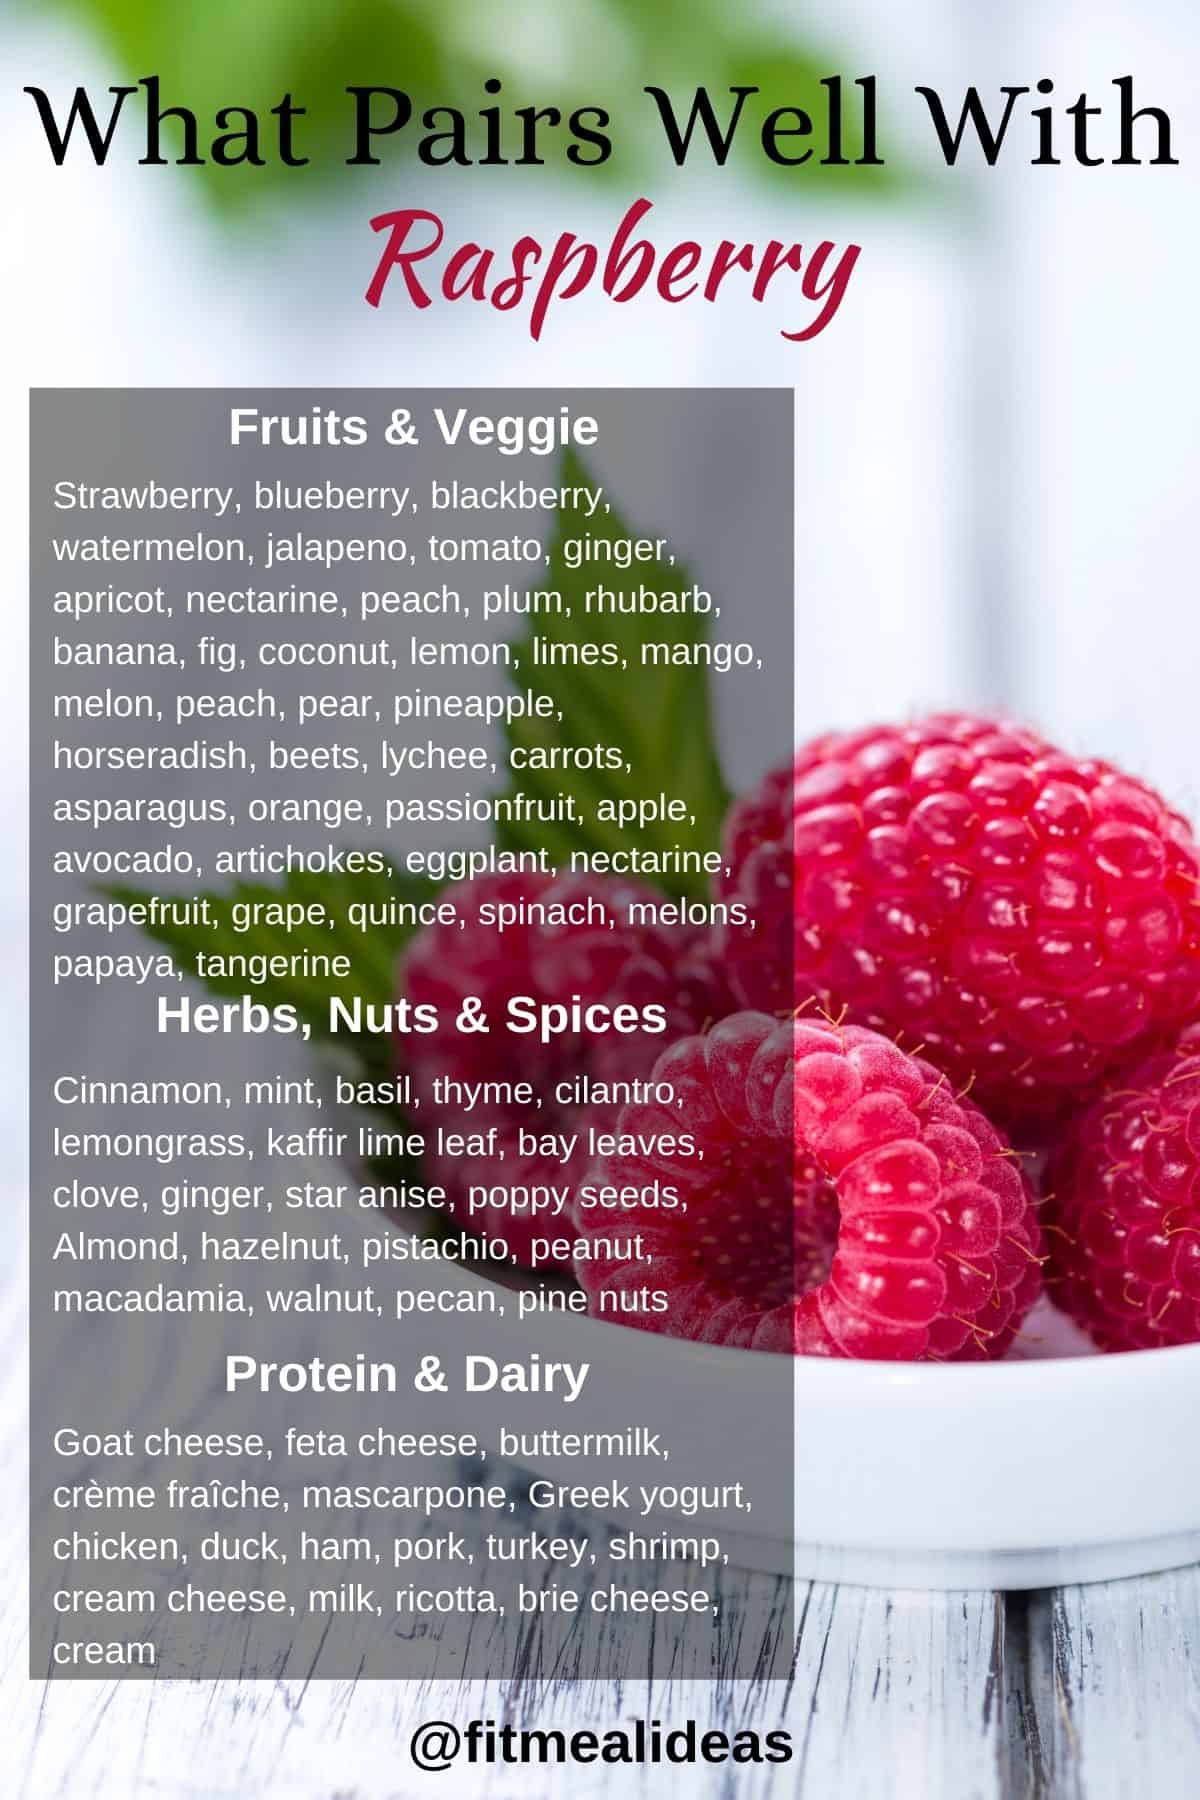 What Pairs Well With
Raspberry
Fruits & Veggie
Strawberry, blueberry, blackberry,
watermelon, jalapeno, tomato, ginger,
apricot, nectarine, peach, plum, rhubarb,
banana, fig, coconut, lemon, limes, mango,
melon, peach, pear, pineapple,
horseradish, beets, lychee, carrots,
asparagus, orange, passionfruit, apple,
avocado, artichokes, eggplant, nectarine,
grapefruit, grape, quince, spinach, melons,
papaya, tangerine
Herbs, Nuts & Spices
Cinnamon, mint, basil, thyme, cilantro,
lemongrass, kaffir lime leaf, bay leaves,
clove, ginger, star anise, poppy seeds,
Almond, hazelnut, pistachio, peanut,
macadamia, walnut, pecan, pine nuts
Protein & Dairy
Goat cheese, feta cheese, buttermilk,
crème fraîche, mascarpone, Greek yogurt,
chicken, duck, ham, pork, turkey, shrimp,
cream cheese, milk, ricotta, brie cheese,
cream
@fitmealideas